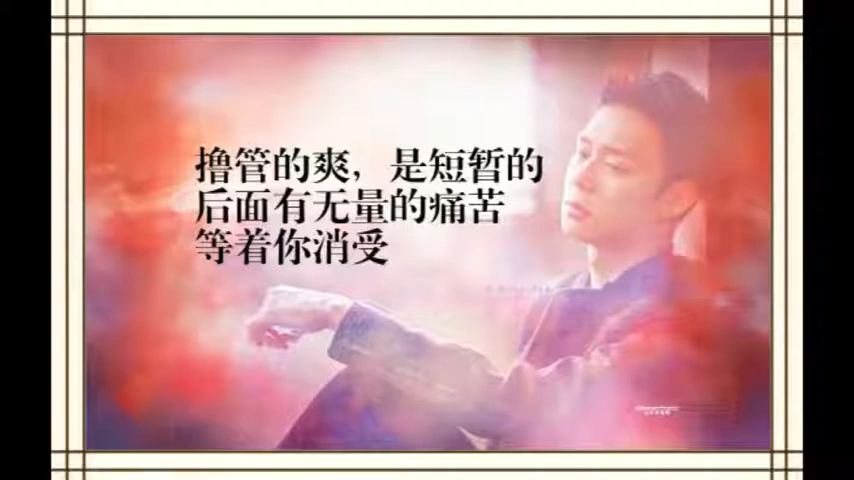 撸管的爽，是短暂的
后面有无量的痛苦
等着你消受